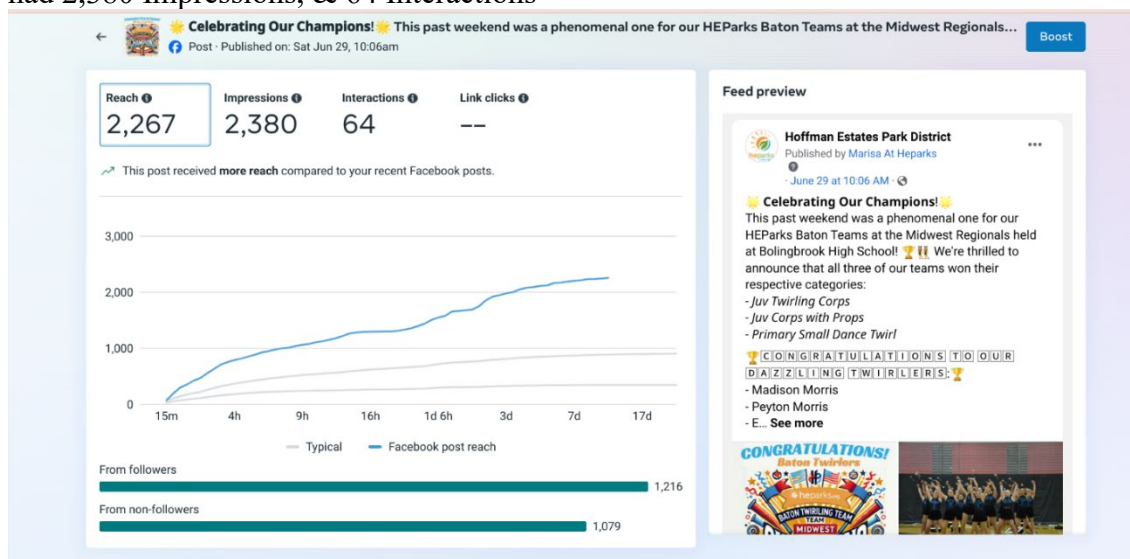 had 2,380 Impressions, & 64 Interactions
🌟 Celebrating Our Champions!🌟 This past weekend was a phenomenal one for our HEParks Baton Teams at the Midwest Regionals...
Post · Published on: Sat Jun 29, 10:06am
Boost
Reach
Impressions
Interactions
Link clicks
2,267
2,380
64
--
This post received more reach compared to your recent Facebook posts.
3,000
2,000
1,000
0
15m 4h 9h 16h 1d 6h 3d 7d 17d
Typical Facebook post reach
From followers
1,216
From non-followers
1,079
Feed preview
Hoffman Estates Park District
Published by Marisa At Heparks
· June 29 at 10:06 AM ·
🌟 Celebrating Our Champions!🌟
This past weekend was a phenomenal one for our
HEParks Baton Teams at the Midwest Regionals held
at Bolingbrook High School! 🏆👯 We're thrilled to
announce that all three of our teams won their
respective categories:
- Juv Twirling Corps
- Juv Corps with Props
- Primary Small Dance Twirl
🏆🄲🄾🄽🄶🅁🄰🅃🅄🄻🄰🅃🄸🄾🄽🅂 🅃🄾 🄾🅄🅁
🄳🄰🅉🅉🄻🄸🄽🄶 🅃🅆🄸🅁🄻🄴🅁🅂:🏆
- Madison Morris
- Peyton Morris
- E... See more
CONGRATULATIONS!
Baton Twirlers
heparks.org
BATON TWIRLING TEAM
TEAM
MIDWEST